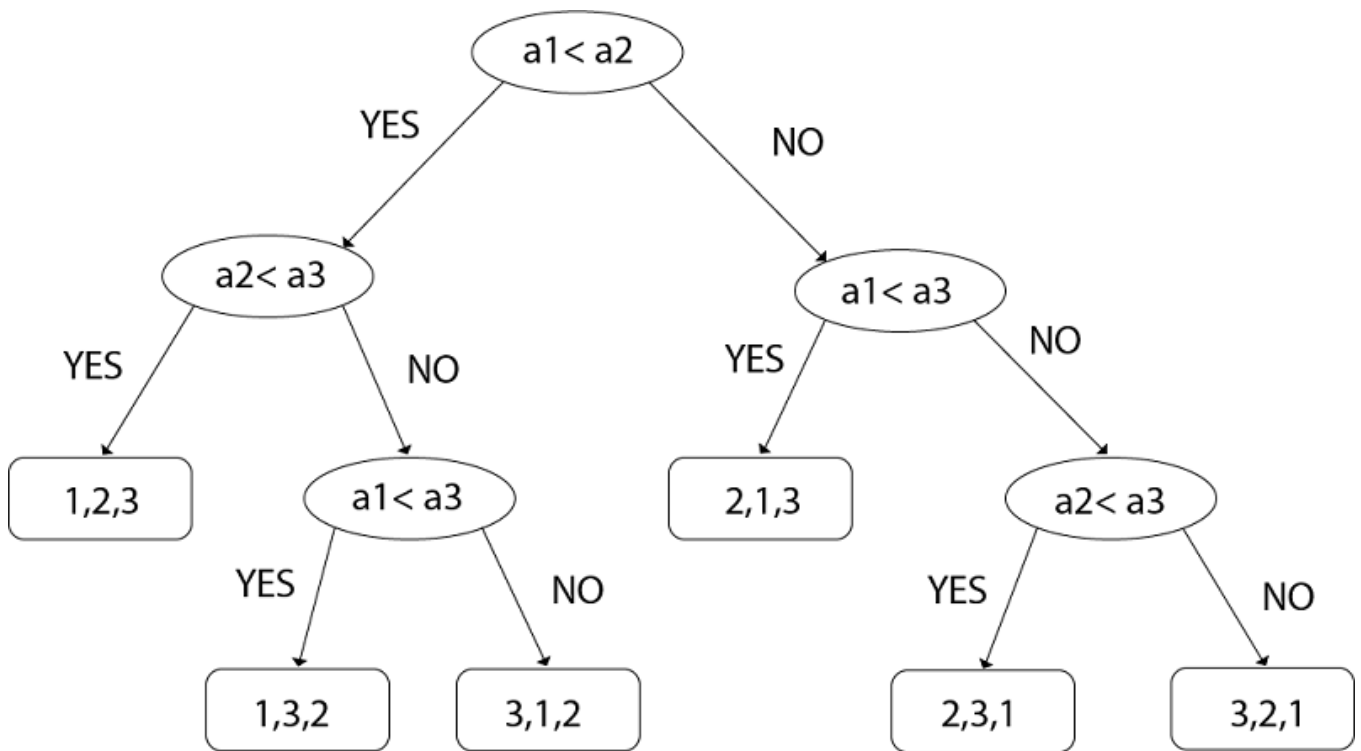 a1< a2
YES
NO
a2< a3
a1< a3
YES
NO
YES
NO
1,2,3
a1< a3
2,1,3
a2< a3
YES
NO
YES
NO
1,3,2
3,1,2
2,3,1
3,2,1